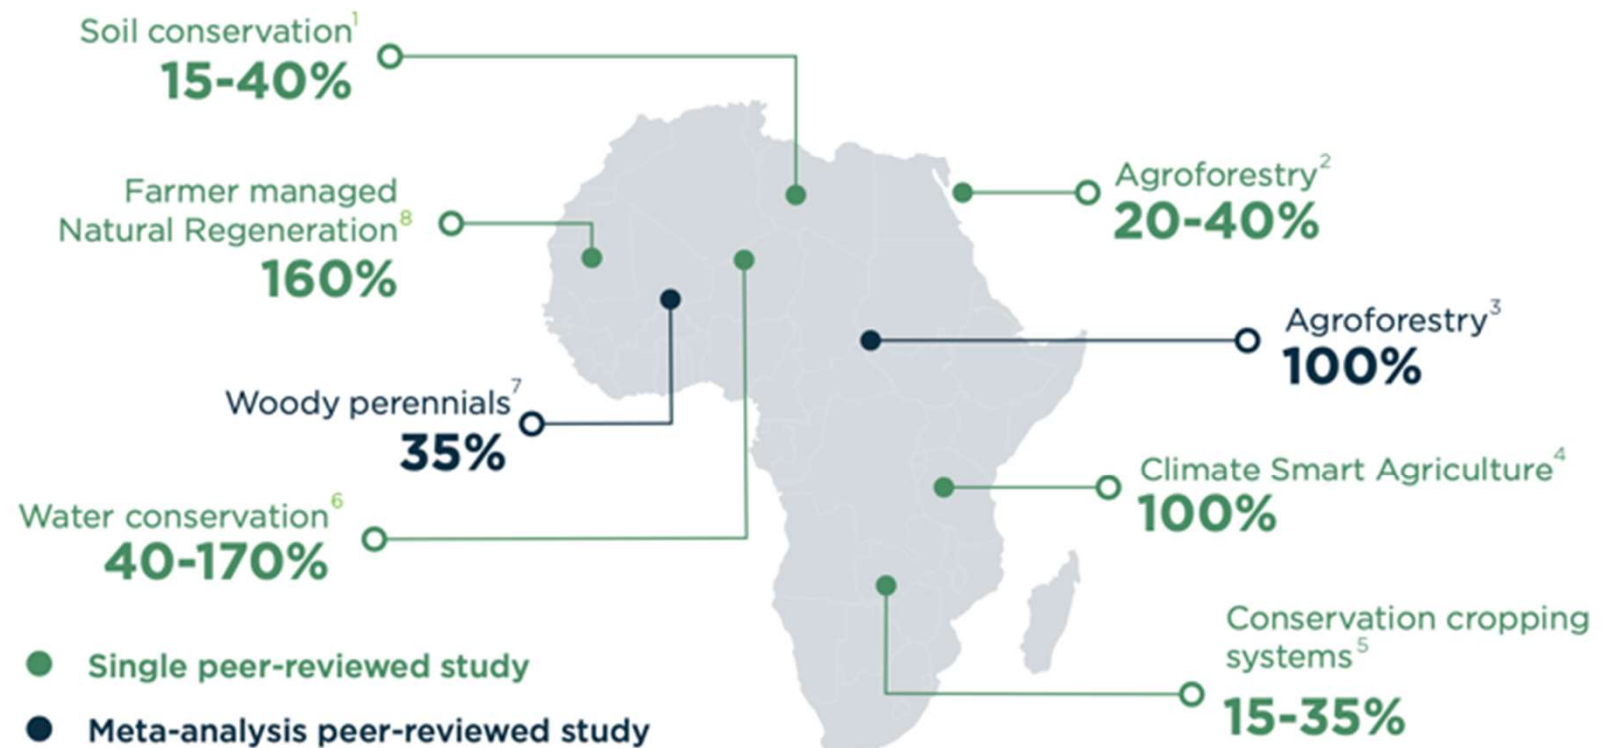 Soil conservation¹
15-40%
Farmer managed
Natural Regeneration⁸
160%
Woody perennials⁷
35%
Water conservation⁶
40-170%
Agroforestry²
20-40%
Agroforestry³
100%
Climate Smart Agriculture⁴
100%
Conservation cropping
systems⁵
15-35%
Single peer-reviewed study
Meta-analysis peer-reviewed study